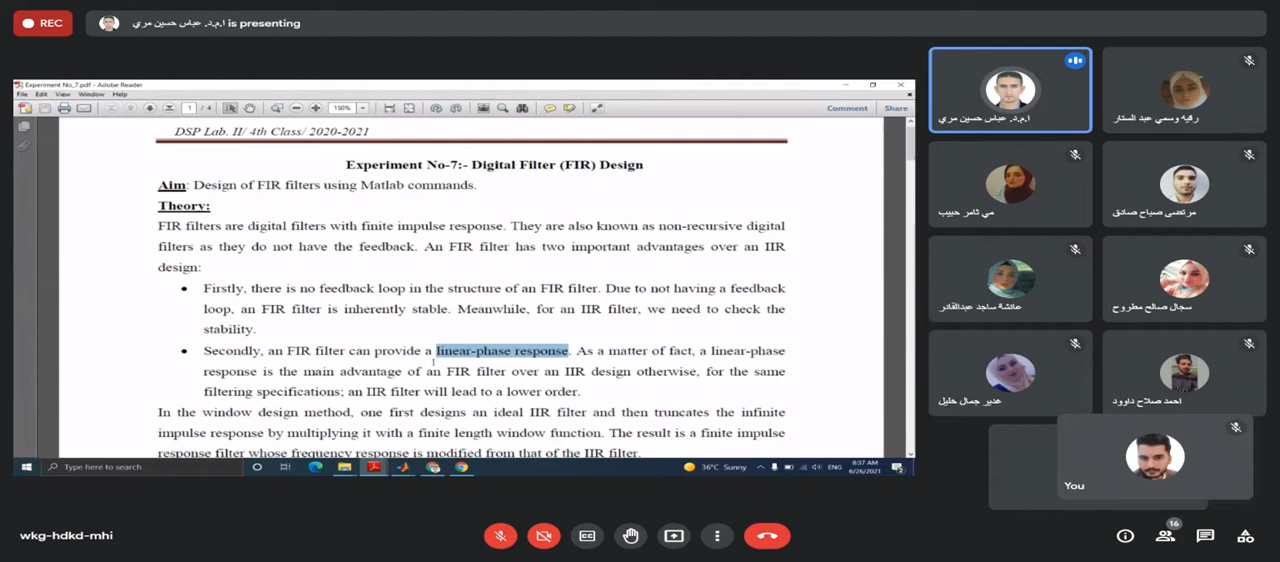 REC
ا.م.د. عباس حسين مري is presenting
Experiment No_7.pdf - Adobe Reader
File Edit View Window Help
1 / 4
150%
Comment
Share
DSP Lab. II/ 4th Class/ 2020-2021
Experiment No-7:- Digital Filter (FIR) Design
Aim: Design of FIR filters using Matlab commands.
Theory:
FIR filters are digital filters with finite impulse response. They are also known as non-recursive digital
filters as they do not have the feedback. An FIR filter has two important advantages over an IIR
design:
• Firstly, there is no feedback loop in the structure of an FIR filter. Due to not having a feedback
loop, an FIR filter is inherently stable. Meanwhile, for an IIR filter, we need to check the
stability.
• Secondly, an FIR filter can provide a linear-phase response. As a matter of fact, a linear-phase
response is the main advantage of an FIR filter over an IIR design otherwise, for the same
filtering specifications; an IIR filter will lead to a lower order.
In the window design method, one first designs an ideal IIR filter and then truncates the infinite
impulse response by multiplying it with a finite length window function. The result is a finite impulse
response filter whose frequency response is modified from that of the IIR filter.
Type here to search
36°C Sunny
ENG
8:37 AM
6/26/2021
2
ا.م.د. عباس حسين مري
رقيه وسمي عبد الستار
مي ثامر حبيب
مرتضى صباح صادق
عائشة ساجد عبدالقادر
سجال صالح مطروح
غدير جمال خليل
احمد صلاح داوود
You
wkg-hdkd-mhi
CC
16